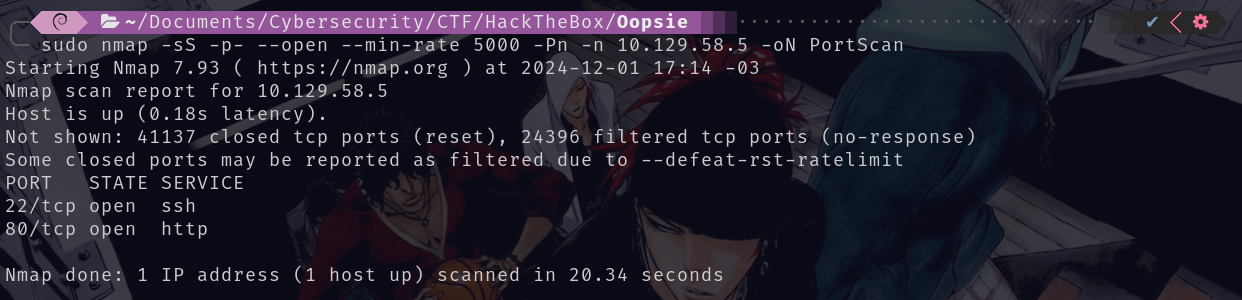 ~/Documents/Cybersecurity/CTF/HackTheBox/Oopsie
sudo nmap -sS -p- --open --min-rate 5000 -Pn -n 10.129.58.5 -oN PortScan
Starting Nmap 7.93 ( https://nmap.org ) at 2024-12-01 17:14 -03
Nmap scan report for 10.129.58.5
Host is up (0.18s latency).
Not shown: 41137 closed tcp ports (reset), 24396 filtered tcp ports (no-response)
Some closed ports may be reported as filtered due to --defeat-rst-ratelimit
PORT   STATE SERVICE
22/tcp open  ssh
80/tcp open  http
Nmap done: 1 IP address (1 host up) scanned in 20.34 seconds